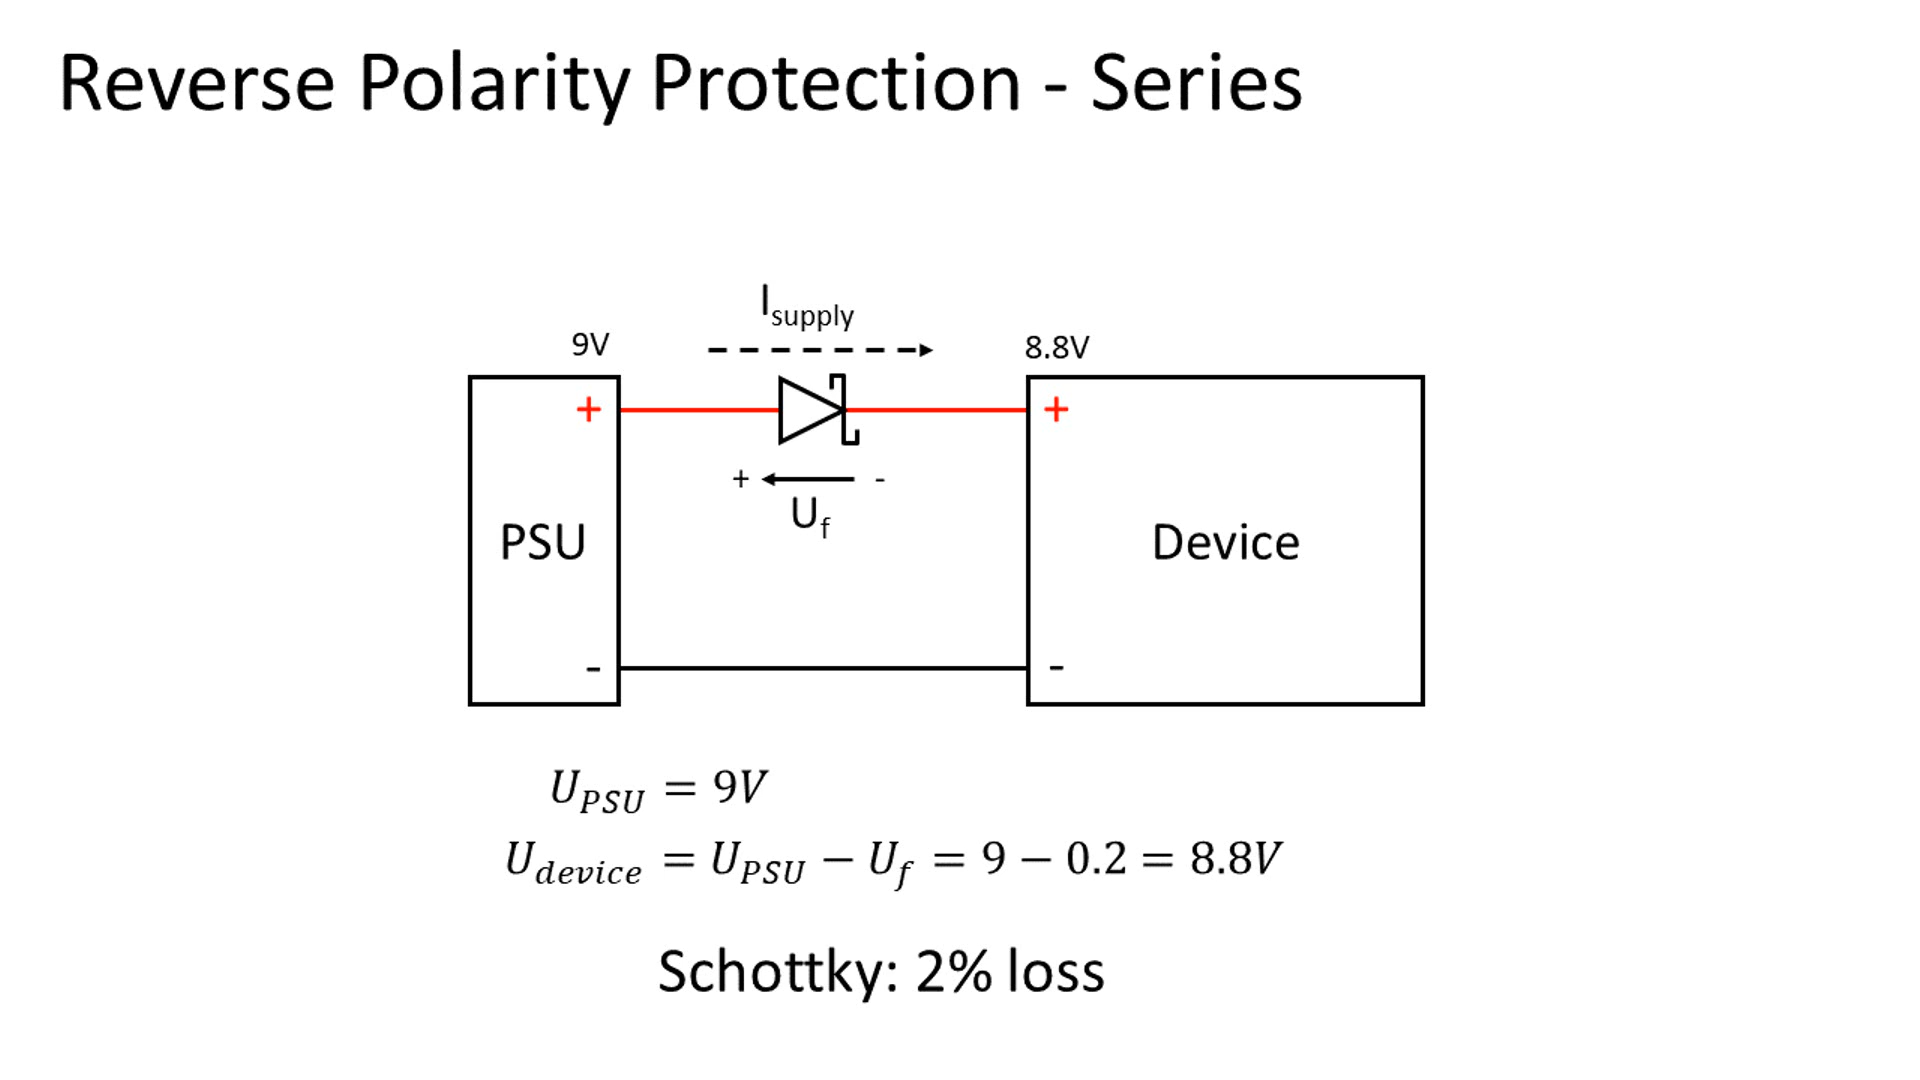 Reverse Polarity Protection - Series
I_supply
9V
8.8V
+
+
+ -
U_f
PSU
Device
-
-
U_PSU = 9V
U_device = U_PSU − U_f = 9 − 0.2 = 8.8V
Schottky: 2% loss